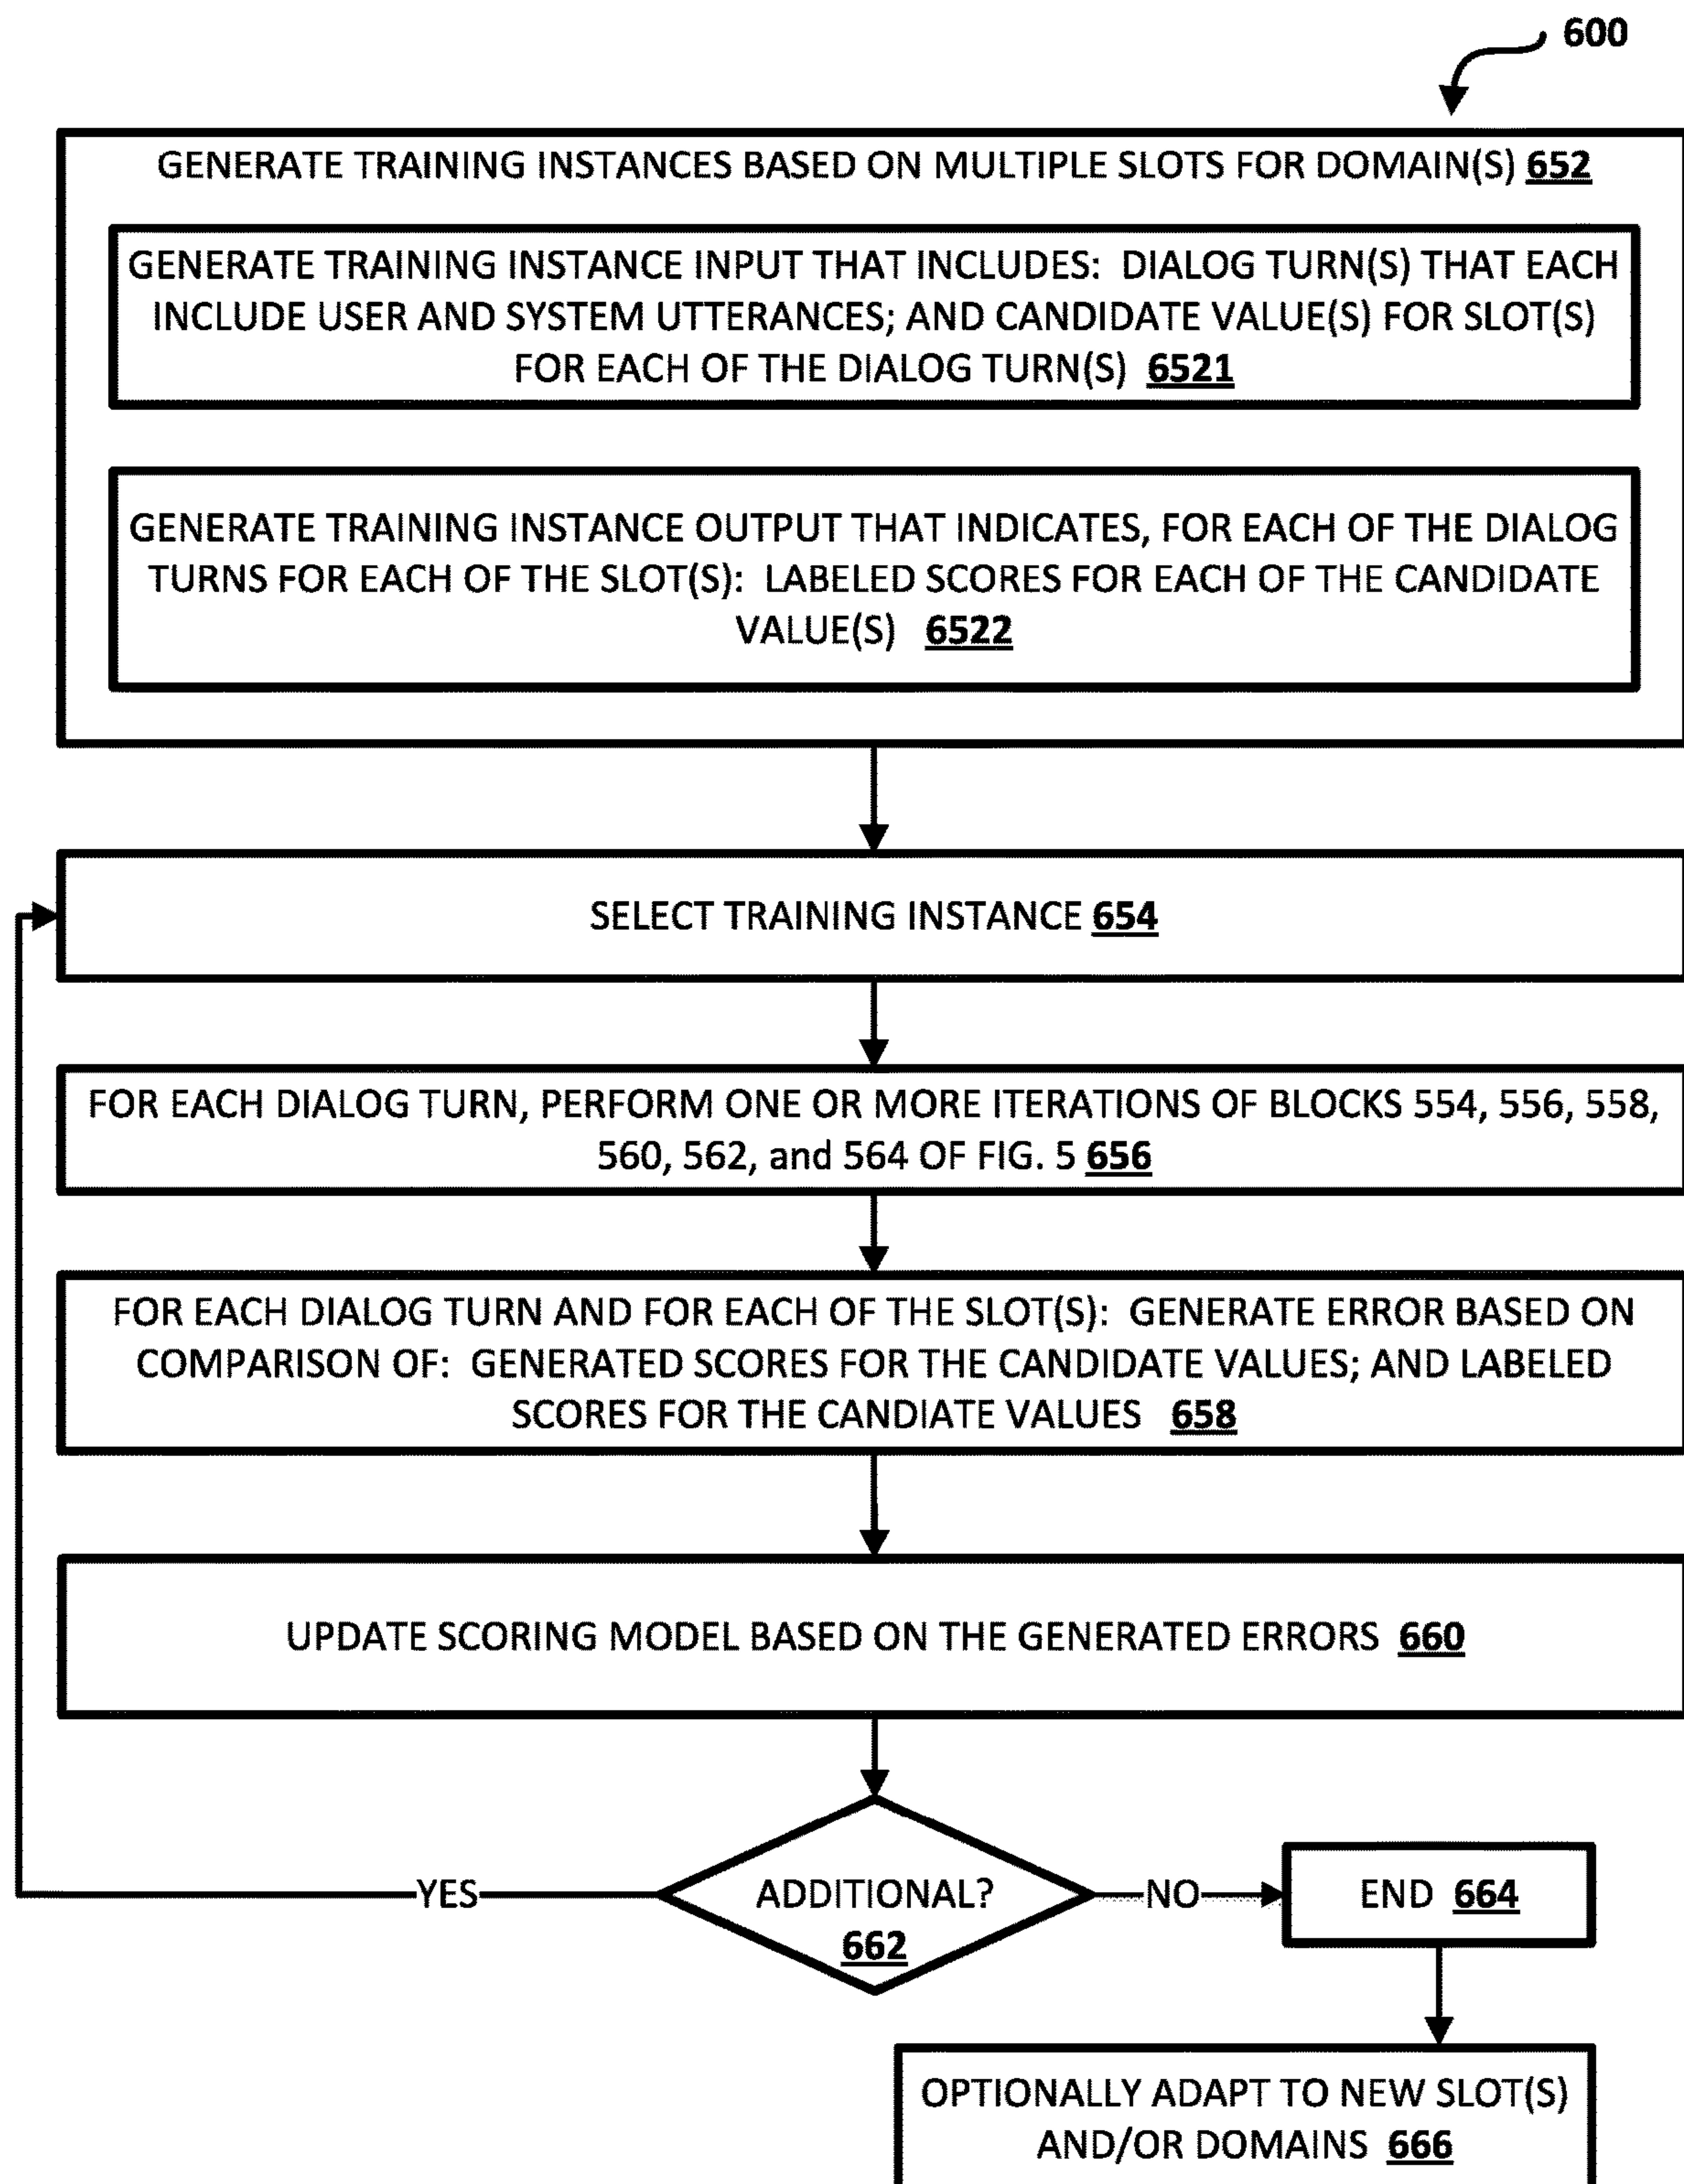 600
GENERATE TRAINING INSTANCES BASED ON MULTIPLE SLOTS FOR DOMAIN(S) 652
GENERATE TRAINING INSTANCE INPUT THAT INCLUDES: DIALOG TURN(S) THAT EACH
INCLUDE USER AND SYSTEM UTTERANCES; AND CANDIDATE VALUE(S) FOR SLOT(S)
FOR EACH OF THE DIALOG TURN(S) 6521
GENERATE TRAINING INSTANCE OUTPUT THAT INDICATES, FOR EACH OF THE DIALOG
TURNS FOR EACH OF THE SLOT(S): LABELED SCORES FOR EACH OF THE CANDIDATE
VALUE(S) 6522
SELECT TRAINING INSTANCE 654
FOR EACH DIALOG TURN, PERFORM ONE OR MORE ITERATIONS OF BLOCKS 554, 556, 558,
560, 562, and 564 OF FIG. 5 656
FOR EACH DIALOG TURN AND FOR EACH OF THE SLOT(S): GENERATE ERROR BASED ON
COMPARISON OF: GENERATED SCORES FOR THE CANDIDATE VALUES; AND LABELED
SCORES FOR THE CANDIATE VALUES 658
UPDATE SCORING MODEL BASED ON THE GENERATED ERRORS 660
YES
ADDITIONAL?
662
NO
END 664
OPTIONALLY ADAPT TO NEW SLOT(S)
AND/OR DOMAINS 666